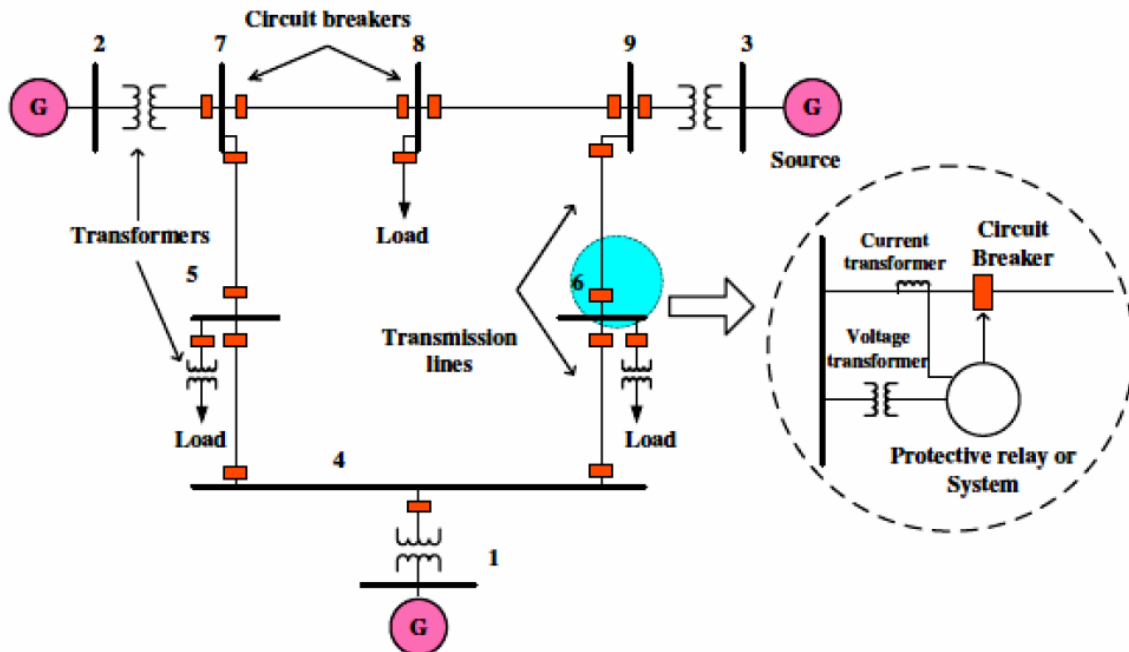 Circuit breakers
2
7
8
9
3
G
G
Source
Transformers
Load
5
6
Transmission
lines
Load
Load
4
1
G
Current
transformer
Circuit
Breaker
Voltage
transformer
Protective relay or
System